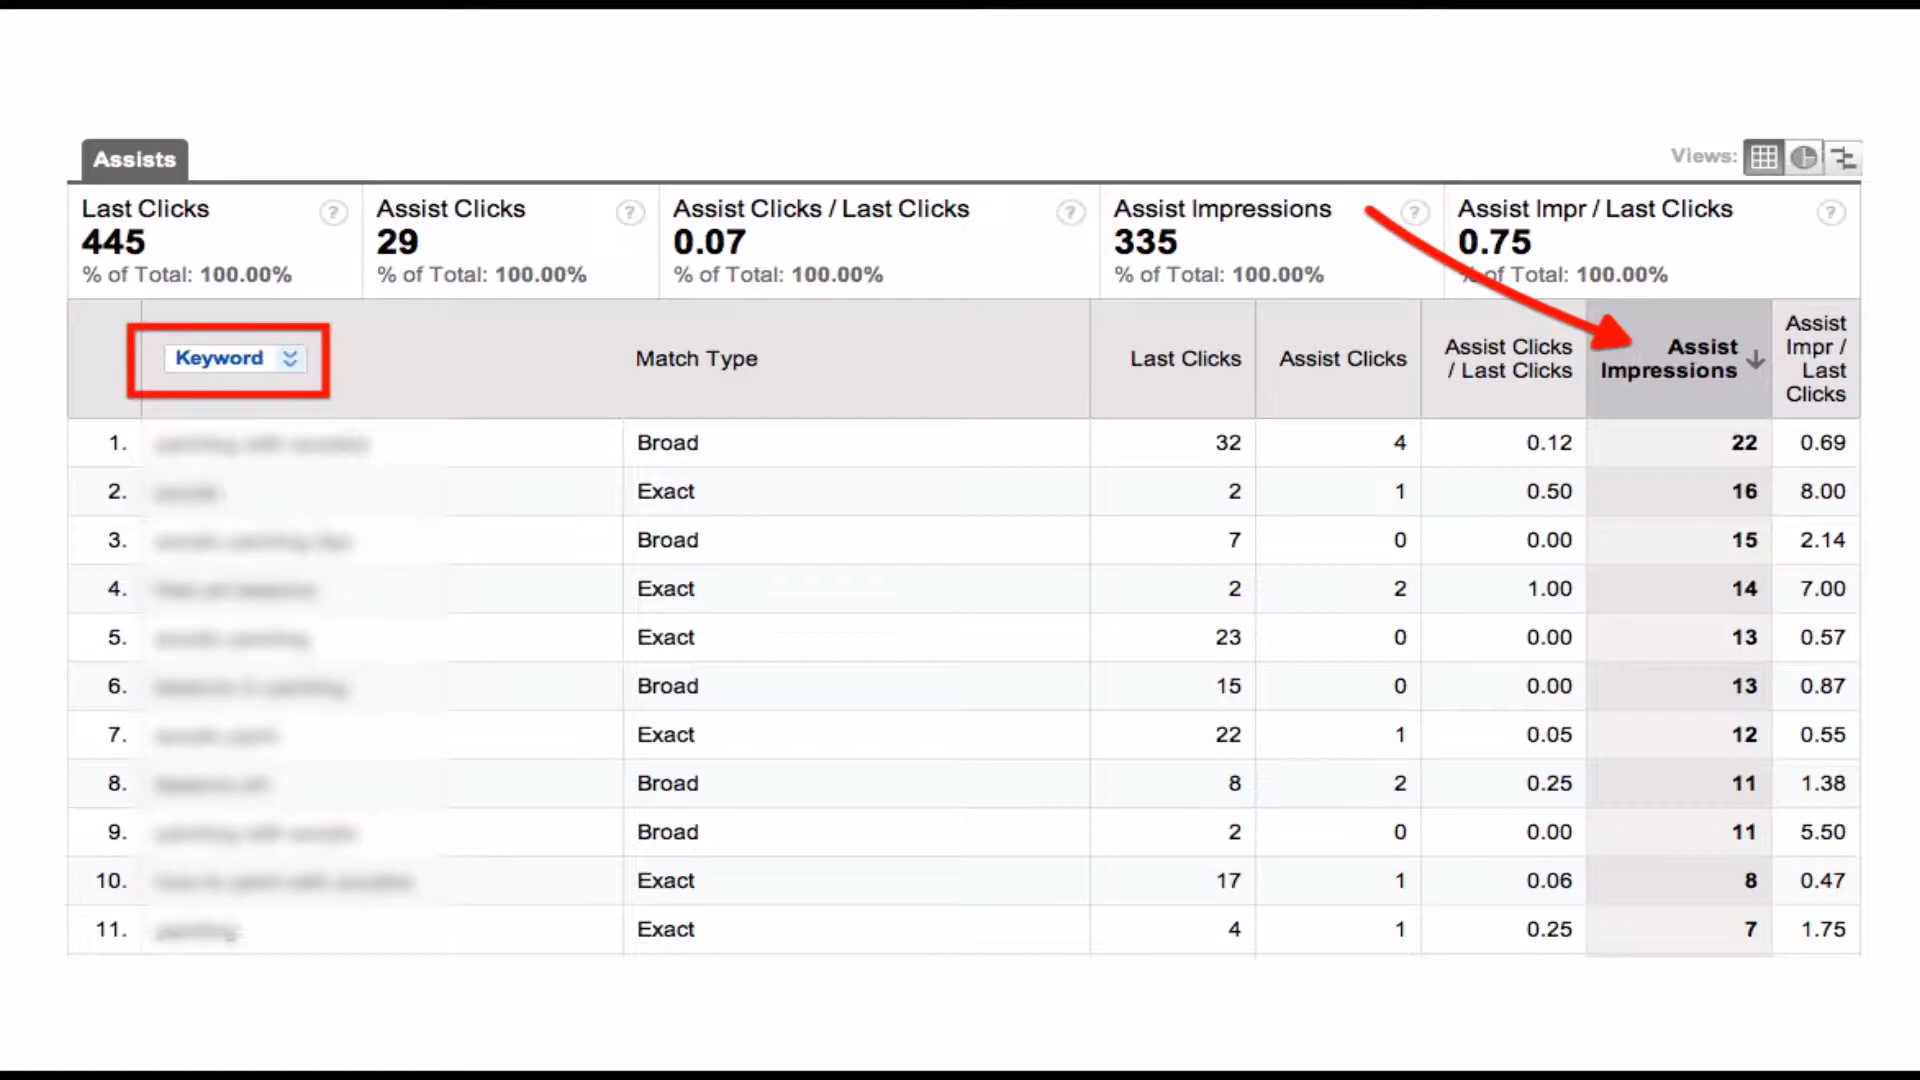 Assists
Views:
Last Clicks ?
445
% of Total: 100.00%
Assist Clicks ?
29
% of Total: 100.00%
Assist Clicks / Last Clicks ?
0.07
% of Total: 100.00%
Assist Impressions ?
335
% of Total: 100.00%
Assist Impr / Last Clicks ?
0.75
% of Total: 100.00%
Keyword
Match Type
Last Clicks
Assist Clicks
Assist Clicks
/ Last Clicks
Assist
Impressions
Assist
Impr /
Last
Clicks
1. Broad 32 4 0.12 22 0.69
2. Exact 2 1 0.50 16 8.00
3. Broad 7 0 0.00 15 2.14
4. Exact 2 2 1.00 14 7.00
5. Exact 23 0 0.00 13 0.57
6. Broad 15 0 0.00 13 0.87
7. Exact 22 1 0.05 12 0.55
8. Broad 8 2 0.25 11 1.38
9. Broad 2 0 0.00 11 5.50
10. Exact 17 1 0.06 8 0.47
11. Exact 4 1 0.25 7 1.75